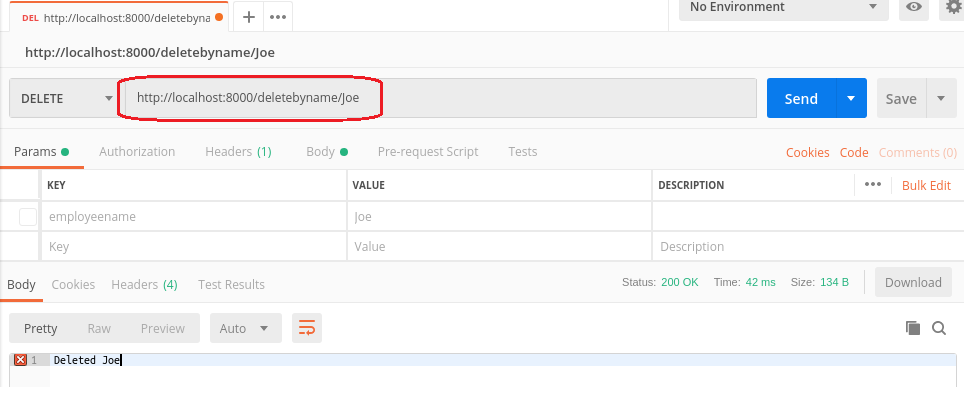 DEL http://localhost:8000/deletebyna
No Environment
http://localhost:8000/deletebyname/Joe
DELETE http://localhost:8000/deletebyname/Joe Send Save
Params Authorization Headers (1) Body Pre-request Script Tests Cookies Code Comments (0)
KEY VALUE DESCRIPTION Bulk Edit
employeename Joe
Key Value Description
Body Cookies Headers (4) Test Results Status: 200 OK Time: 42 ms Size: 134 B Download
Pretty Raw Preview Auto
1 Deleted Joe